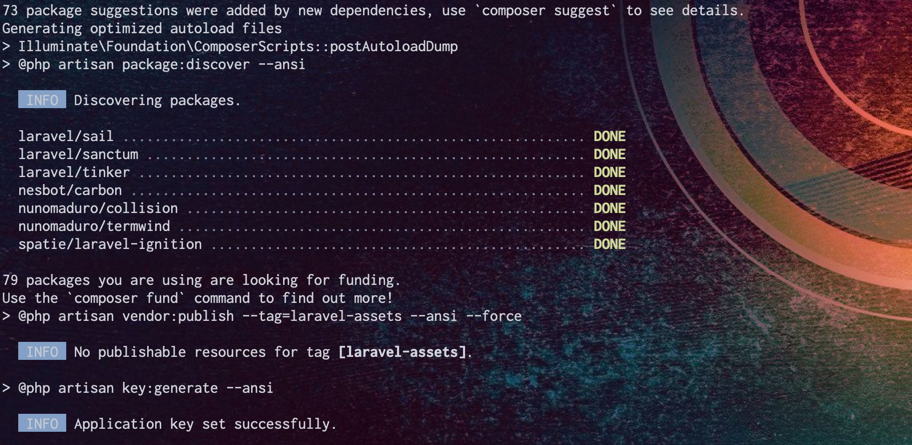 73 package suggestions were added by new dependencies, use `composer suggest` to see details.
Generating optimized autoload files
> Illuminate\Foundation\ComposerScripts::postAutoloadDump
> @php artisan package:discover --ansi
INFO Discovering packages.
laravel/sail .......................................................... DONE
laravel/sanctum ....................................................... DONE
laravel/tinker ........................................................ DONE
nesbot/carbon ......................................................... DONE
nunomaduro/collision .................................................. DONE
nunomaduro/termwind ................................................... DONE
spatie/laravel-ignition ............................................... DONE
79 packages you are using are looking for funding.
Use the `composer fund` command to find out more!
> @php artisan vendor:publish --tag=laravel-assets --ansi --force
INFO No publishable resources for tag [laravel-assets].
> @php artisan key:generate --ansi
INFO Application key set successfully.